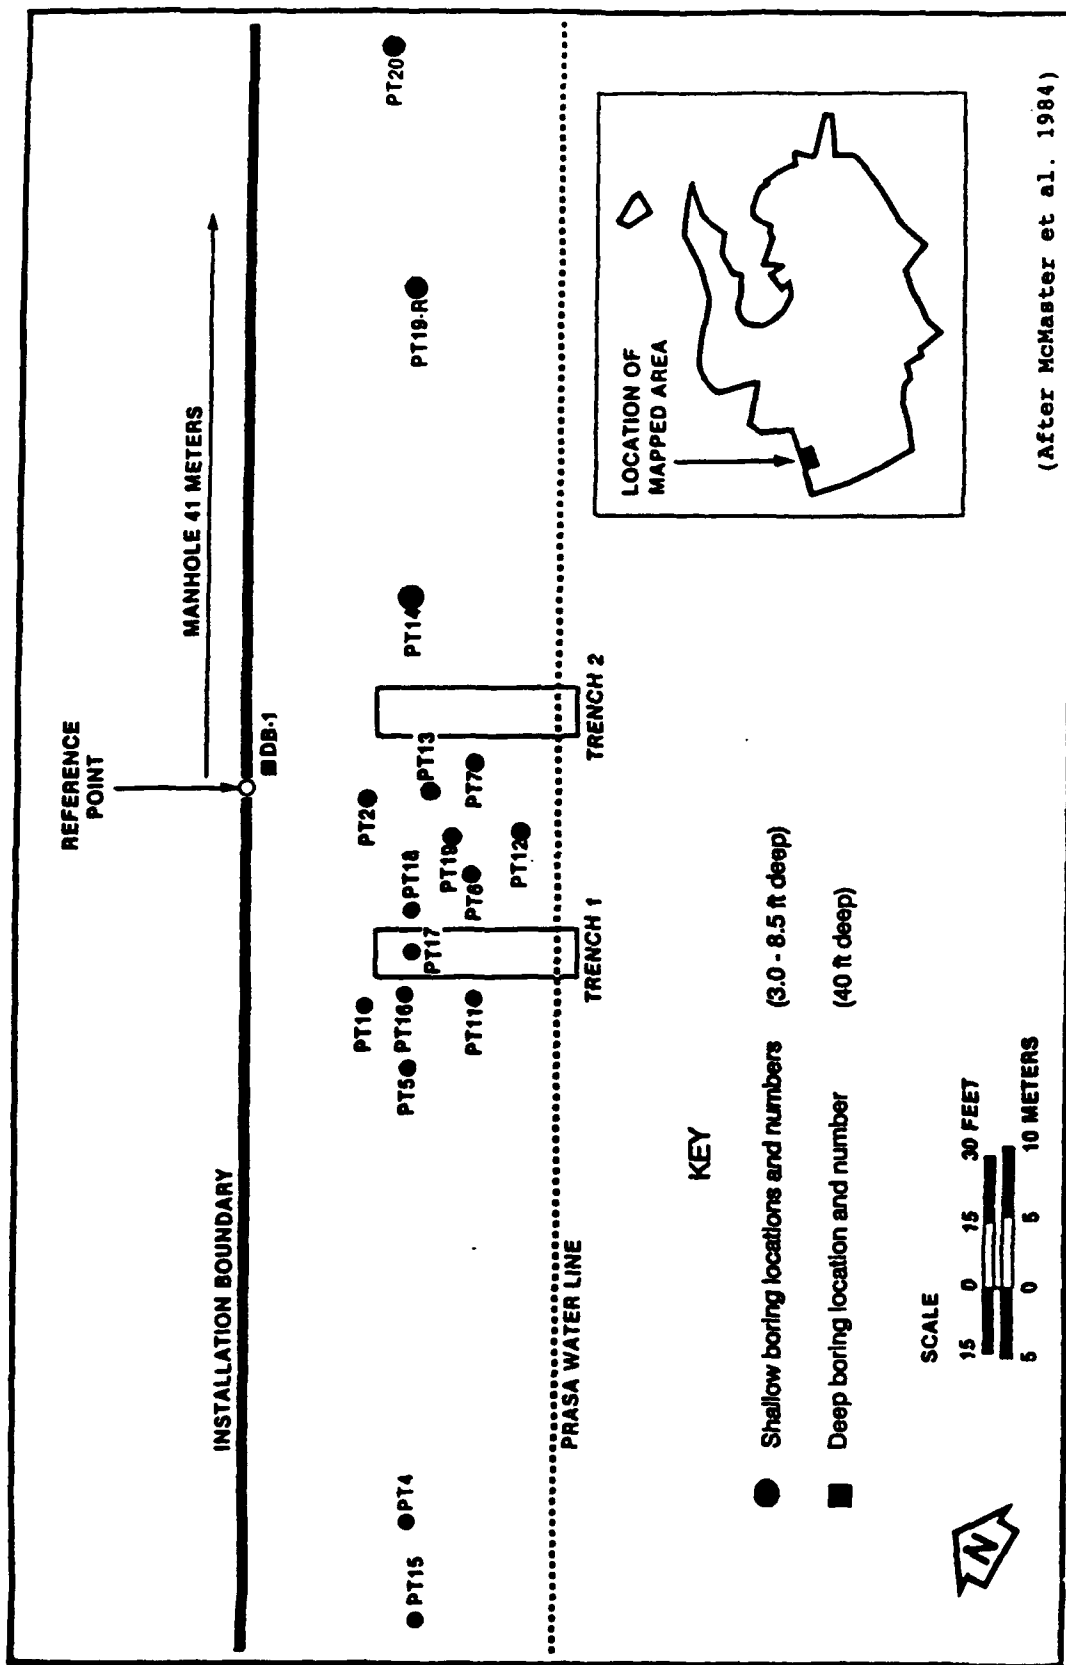 REFERENCE
POINT
MANHOLE 41 METERS
INSTALLATION BOUNDARY
DB-1
PT20
PT19-R
PT14
PT2
PT13
PT7
PT18
PT19
PT6
PT12
PT17
PT1
PT16
PT11
PT5
PT4
PT15
TRENCH 1
TRENCH 2
PRASA WATER LINE
LOCATION OF
MAPPED AREA
KEY
Shallow boring locations and numbers (3.0 - 8.5 ft deep)
Deep boring location and number (40 ft deep)
SCALE
15 0 15 30 FEET
5 0 5 10 METERS
N
(After McMaster et al. 1984)